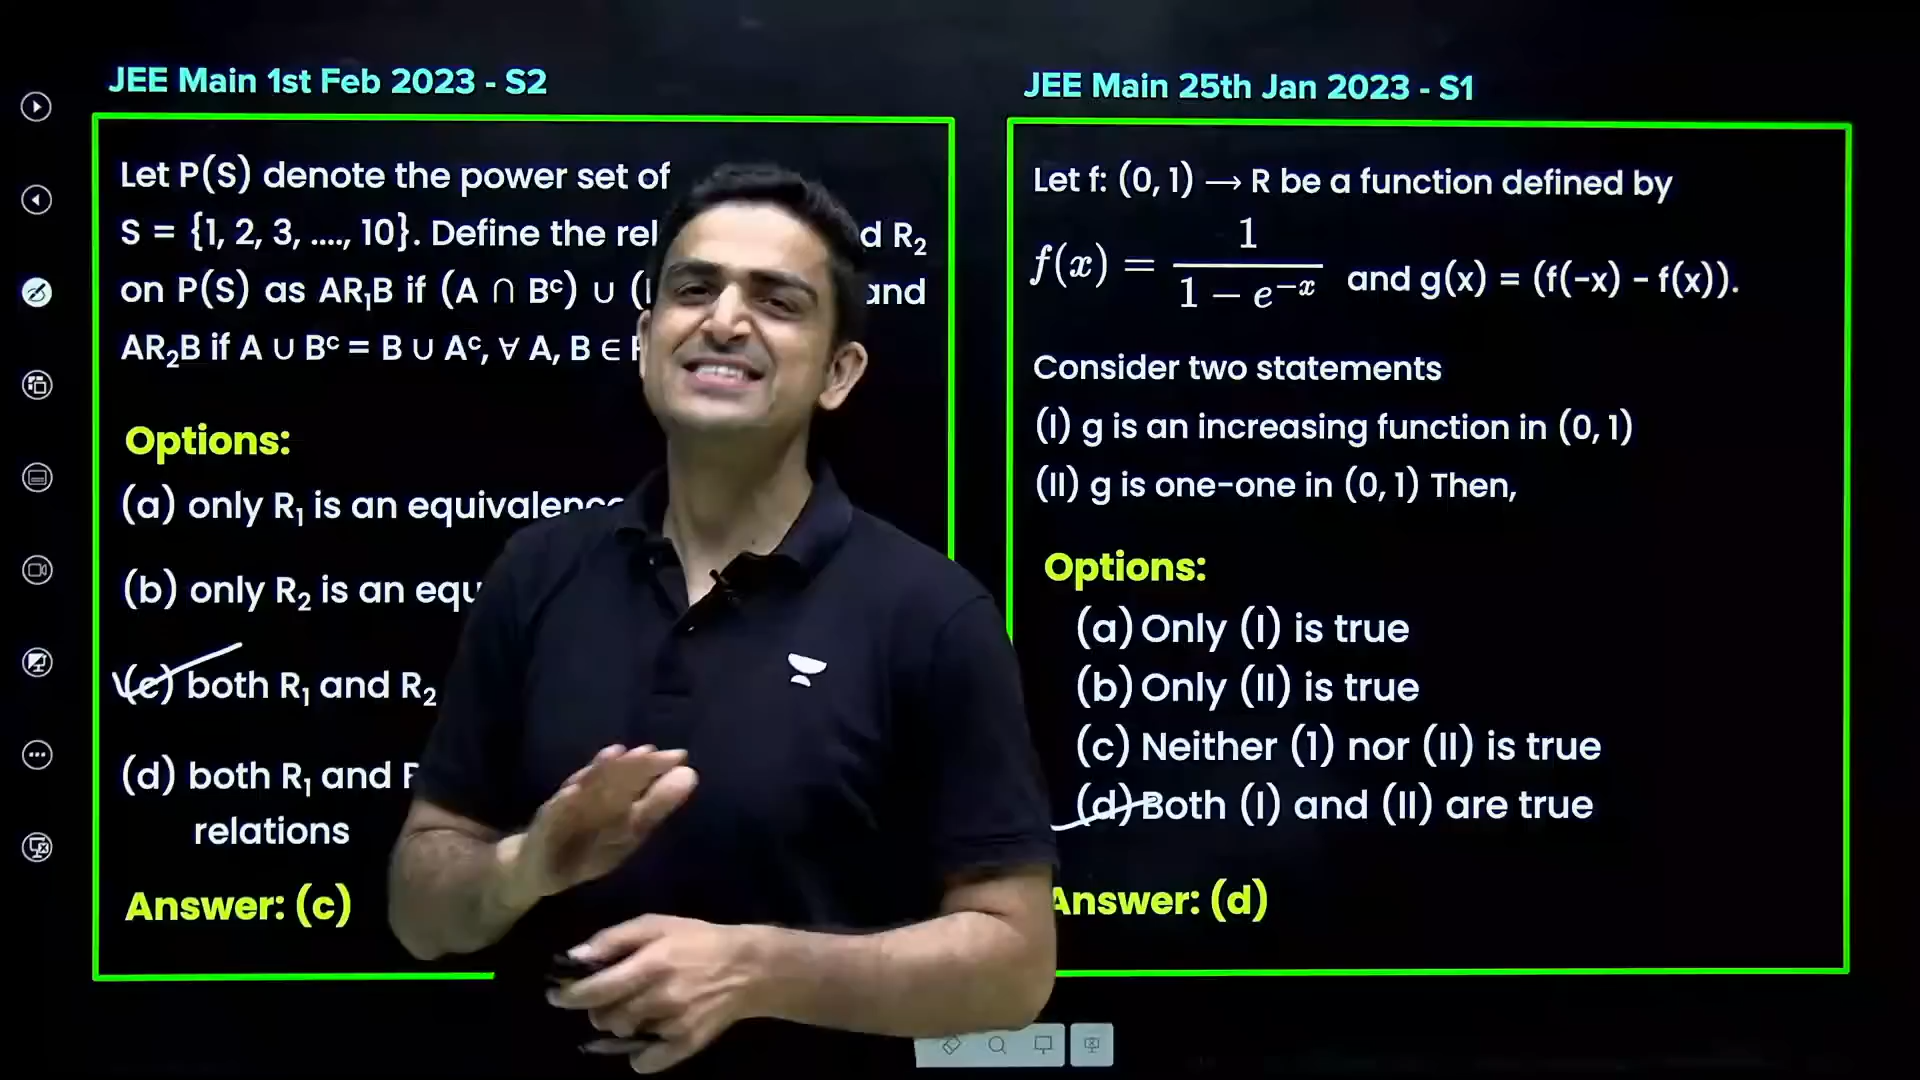 JEE Main 1st Feb 2023 - S2
Let P(S) denote the power set of
S = {1, 2, 3, ...., 10}. Define the R₂
on P(S) as AR₁B if (A ∩ Bᶜ) ∪ ( and
AR₂B if A ∪ Bᶜ = B ∪ Aᶜ, ∀ A, B ∈
Options:
(a) only R₁ is an
(b) only R₂ is an
(c) both R₁ and R₂
(d) both R₁ and
relations
Answer: (c)
JEE Main 25th Jan 2023 - S1
Let f: (0, 1) → R be a function defined by
f(x) = 1 / (1 − e⁻ˣ) and g(x) = (f(-x) - f(x)).
Consider two statements
(I) g is an increasing function in (0, 1)
(II) g is one-one in (0, 1) Then,
Options:
(a) Only (I) is true
(b) Only (II) is true
(c) Neither (1) nor (II) is true
(d) Both (I) and (II) are true
Answer: (d)